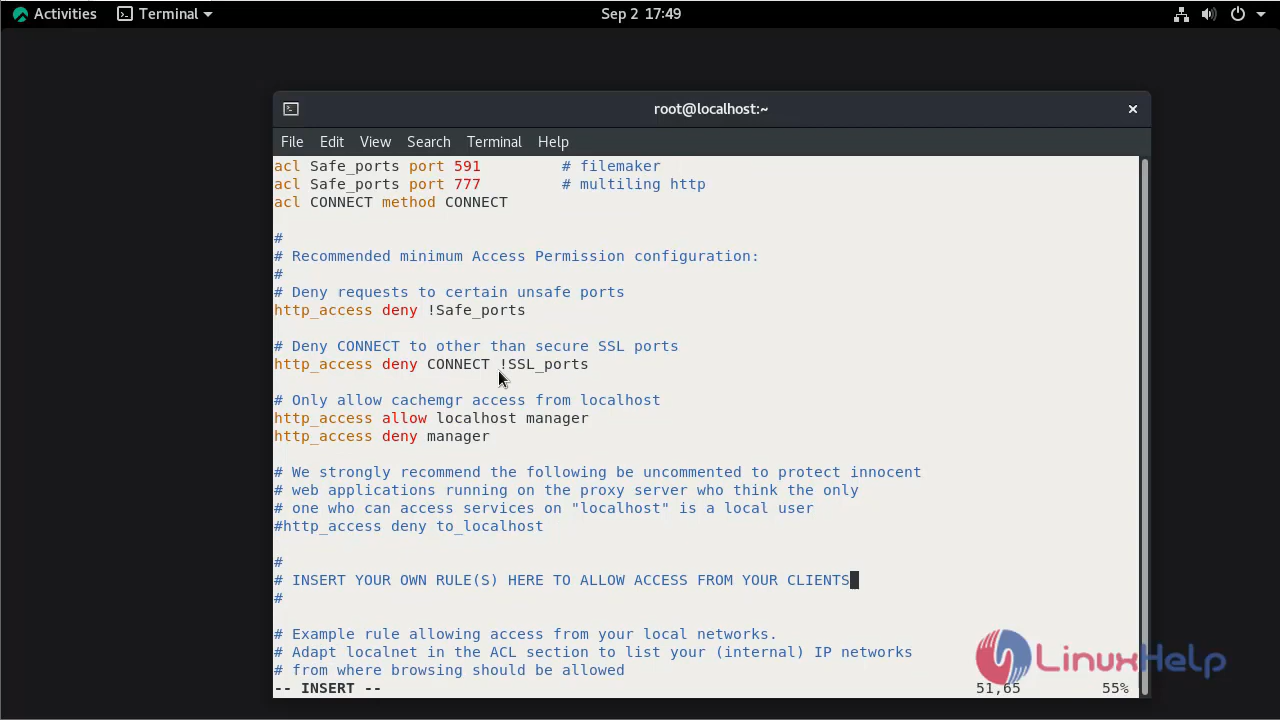 Activities Terminal Sep 2 17:49
root@localhost:~
File Edit View Search Terminal Help
acl Safe_ports port 591 # filemaker
acl Safe_ports port 777 # multiling http
acl CONNECT method CONNECT
#
# Recommended minimum Access Permission configuration:
#
# Deny requests to certain unsafe ports
http_access deny !Safe_ports
# Deny CONNECT to other than secure SSL ports
http_access deny CONNECT !SSL_ports
# Only allow cachemgr access from localhost
http_access allow localhost manager
http_access deny manager
# We strongly recommend the following be uncommented to protect innocent
# web applications running on the proxy server who think the only
# one who can access services on "localhost" is a local user
#http_access deny to_localhost
#
# INSERT YOUR OWN RULE(S) HERE TO ALLOW ACCESS FROM YOUR CLIENTS
#
# Example rule allowing access from your local networks.
# Adapt localnet in the ACL section to list your (internal) IP networks
# from where browsing should be allowed
LinuxHelp
-- INSERT -- 51,65 55%